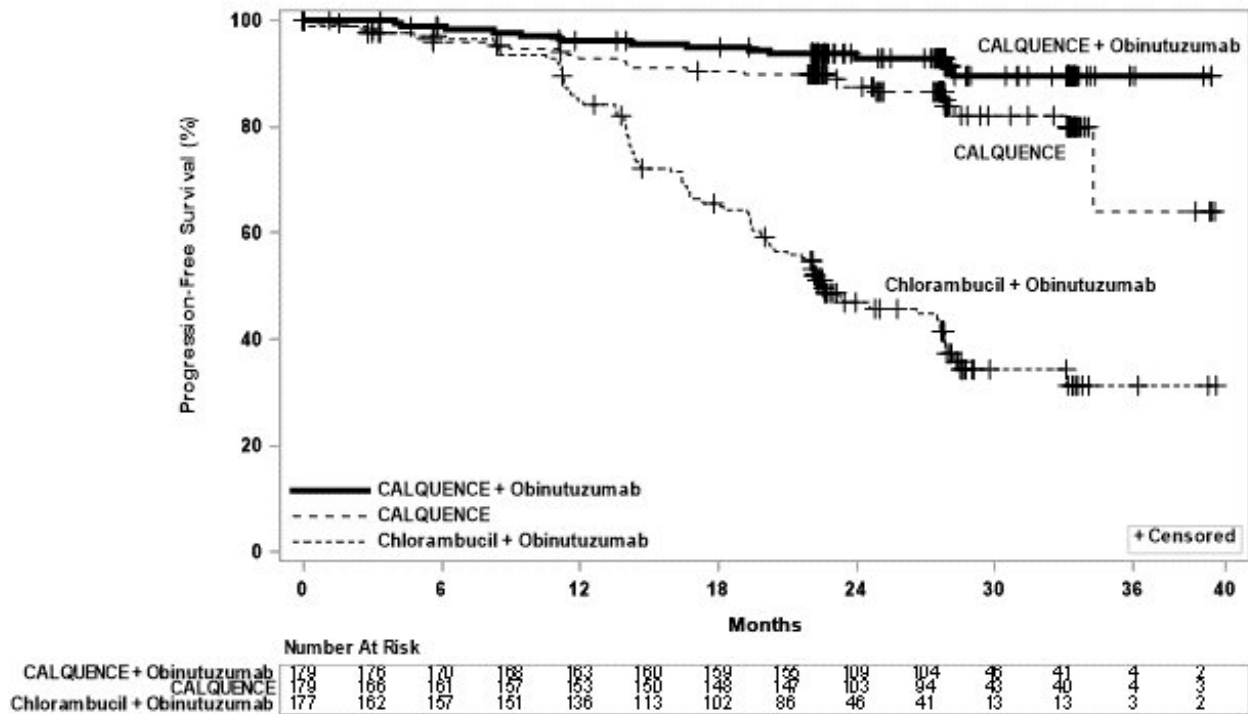 100
80
60
40
20
0
Progression-Free Survival (%)
CALQUENCE + Obinutuzumab
CALQUENCE
Chlorambucil + Obinutuzumab
CALQUENCE + Obinutuzumab
CALQUENCE
Chlorambucil + Obinutuzumab
+ Censored
0 6 12 18 24 30 36 40
Months
Number At Risk
CALQUENCE + Obinutuzumab 179 176 170 168 163 160 159 155 109 104 46 41 4 2
CALQUENCE 179 166 161 157 153 150 148 147 103 94 43 40 4 3
Chlorambucil + Obinutuzumab 177 162 157 151 136 113 102 86 46 41 13 13 3 2